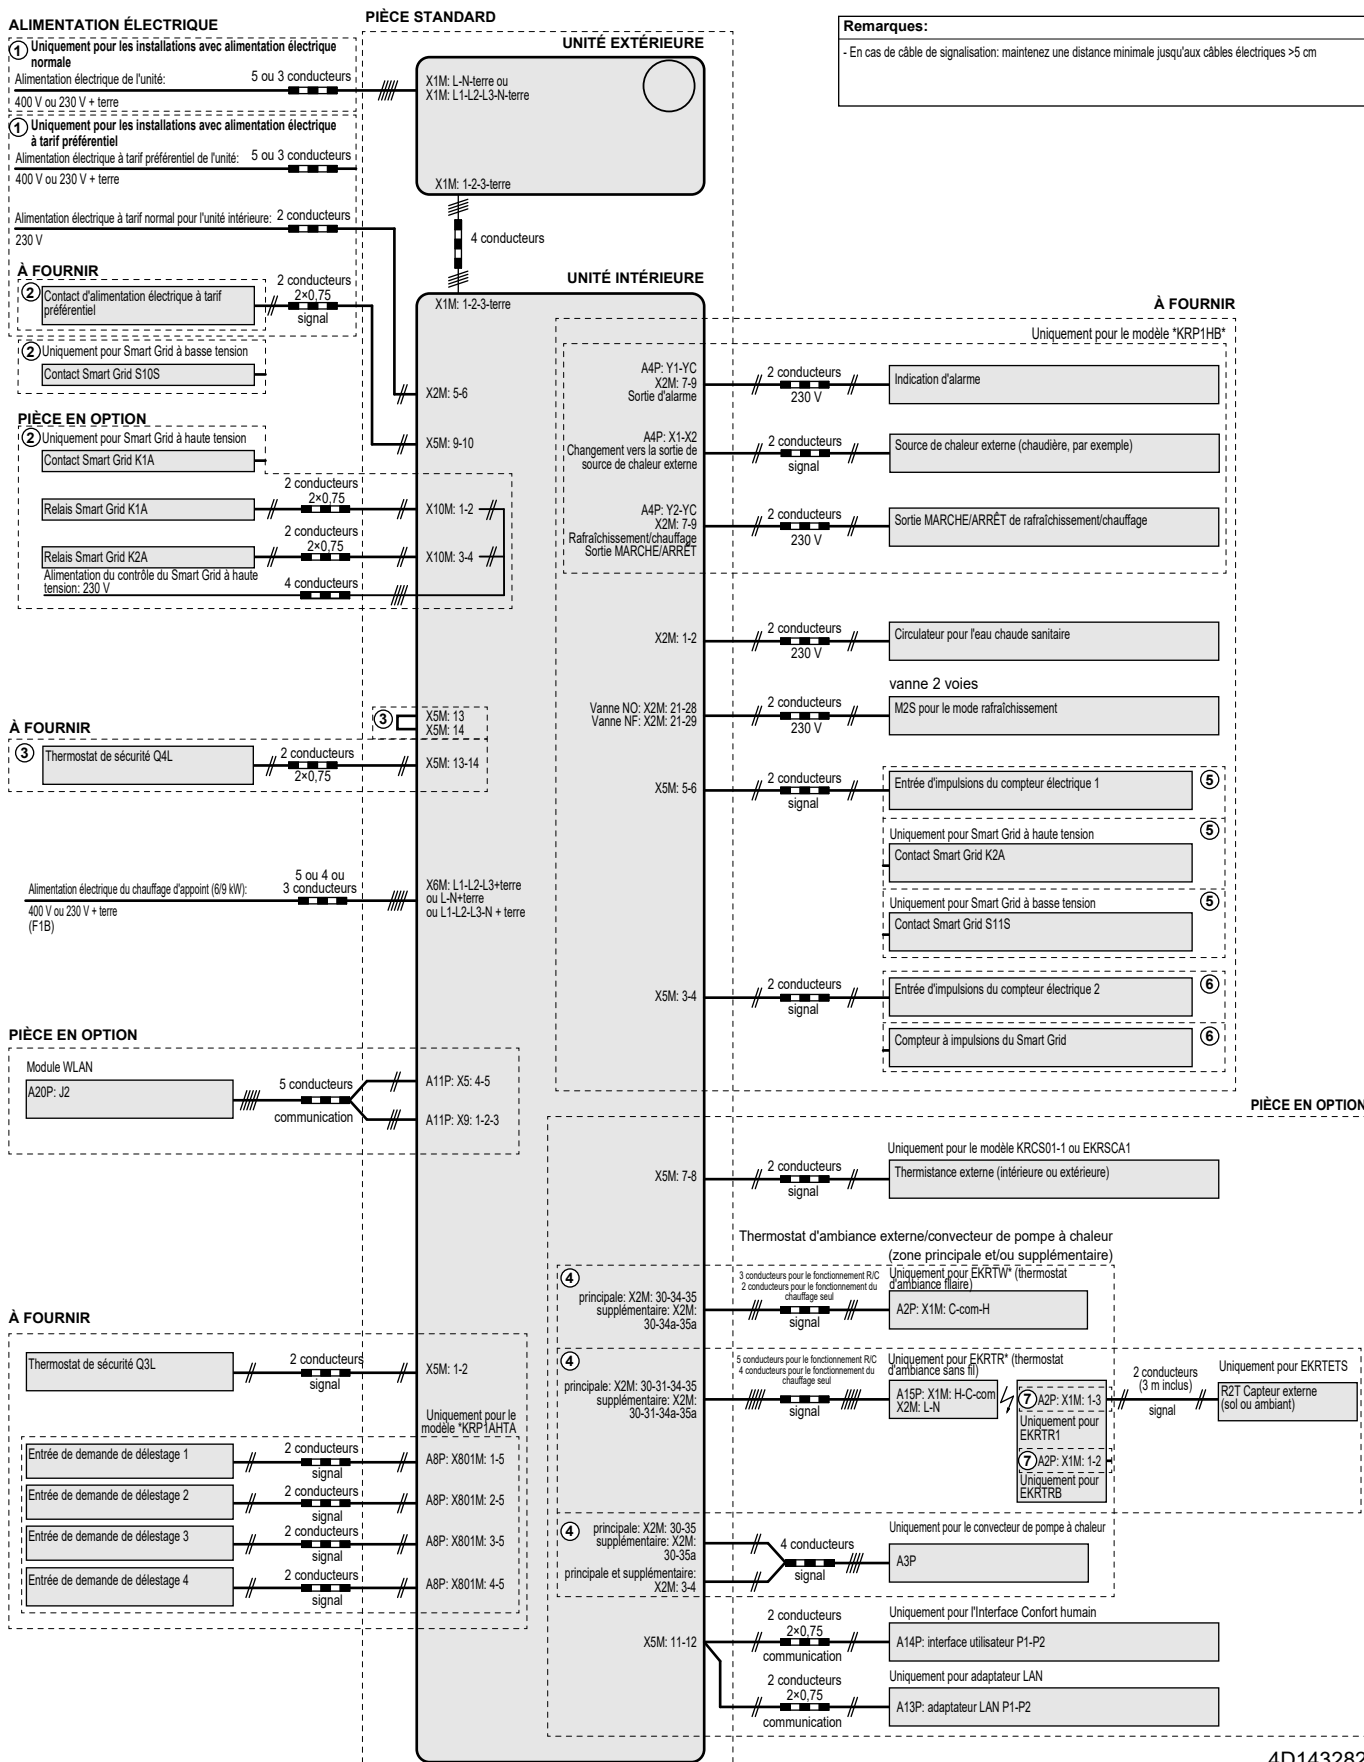 ALIMENTATION ÉLECTRIQUE
① Uniquement pour les installations avec alimentation électrique
normale
Alimentation électrique de l'unité:
5 ou 3 conducteurs
400 V ou 230 V + terre
① Uniquement pour les installations avec alimentation électrique
à tarif préférentiel
Alimentation électrique à tarif préférentiel de l'unité:
5 ou 3 conducteurs
400 V ou 230 V + terre
Alimentation électrique à tarif normal pour l'unité intérieure:
2 conducteurs
230 V
À FOURNIR
② Contact d'alimentation électrique à tarif
préférentiel
2 conducteurs
2×0,75
signal
② Uniquement pour Smart Grid à basse tension
Contact Smart Grid S10S
PIÈCE EN OPTION
② Uniquement pour Smart Grid à haute tension
Contact Smart Grid K1A
2 conducteurs
2×0,75
Relais Smart Grid K1A
2 conducteurs
2×0,75
Relais Smart Grid K2A
Alimentation du contrôle du Smart Grid à haute
tension: 230 V
4 conducteurs
À FOURNIR
③ Thermostat de sécurité Q4L
2 conducteurs
2×0,75
Alimentation électrique du chauffage d'appoint (6/9 kW):
5 ou 4 ou
3 conducteurs
400 V ou 230 V + terre
(F1B)
PIÈCE EN OPTION
Module WLAN
A20P: J2
5 conducteurs
communication
À FOURNIR
Thermostat de sécurité Q3L
2 conducteurs
signal
Entrée de demande de délestage 1
2 conducteurs
signal
Entrée de demande de délestage 2
2 conducteurs
signal
Entrée de demande de délestage 3
2 conducteurs
signal
Entrée de demande de délestage 4
2 conducteurs
signal
PIÈCE STANDARD
UNITÉ EXTÉRIEURE
X1M: L-N-terre ou
X1M: L1-L2-L3-N-terre
X1M: 1-2-3-terre
4 conducteurs
UNITÉ INTÉRIEURE
X1M: 1-2-3-terre
X2M: 5-6
X5M: 9-10
X10M: 1-2
X10M: 3-4
③
X5M: 13
X5M: 14
X5M: 13-14
X6M: L1-L2-L3+terre
ou L-N+terre
ou L1-L2-L3-N + terre
A11P: X5: 4-5
A11P: X9: 1-2-3
X5M: 1-2
Uniquement pour le
modèle *KRP1AHTA
A8P: X801M: 1-5
A8P: X801M: 2-5
A8P: X801M: 3-5
A8P: X801M: 4-5
Remarques:
- En cas de câble de signalisation: maintenez une distance minimale jusqu'aux câbles électriques >5 cm
À FOURNIR
Uniquement pour le modèle *KRP1HB*
A4P: Y1-YC
X2M: 7-9
Sortie d'alarme
2 conducteurs
230 V
Indication d'alarme
A4P: X1-X2
Changement vers la sortie de
source de chaleur externe
2 conducteurs
signal
Source de chaleur externe (chaudière, par exemple)
A4P: Y2-YC
X2M: 7-9
Rafraîchissement/chauffage
Sortie MARCHE/ARRÊT
2 conducteurs
230 V
Sortie MARCHE/ARRÊT de rafraîchissement/chauffage
X2M: 1-2
2 conducteurs
230 V
Circulateur pour l'eau chaude sanitaire
vanne 2 voies
Vanne NO: X2M: 21-28
Vanne NF: X2M: 21-29
2 conducteurs
230 V
M2S pour le mode rafraîchissement
X5M: 5-6
2 conducteurs
signal
Entrée d'impulsions du compteur électrique 1
⑤
Uniquement pour Smart Grid à haute tension
⑤
Contact Smart Grid K2A
Uniquement pour Smart Grid à basse tension
⑤
Contact Smart Grid S11S
X5M: 3-4
2 conducteurs
signal
Entrée d'impulsions du compteur électrique 2
⑥
Compteur à impulsions du Smart Grid
⑥
PIÈCE EN OPTION
Uniquement pour le modèle KRCS01-1 ou EKRSCA1
X5M: 7-8
2 conducteurs
signal
Thermistance externe (intérieure ou extérieure)
Thermostat d'ambiance externe/convecteur de pompe à chaleur
(zone principale et/ou supplémentaire)
④
principale: X2M: 30-34-35
supplémentaire: X2M:
30-34a-35a
3 conducteurs pour le fonctionnement R/C
2 conducteurs pour le fonctionnement du
chauffage seul
signal
Uniquement pour EKRTW* (thermostat
d'ambiance filaire)
A2P: X1M: C-com-H
④
principale: X2M: 30-31-34-35
supplémentaire: X2M:
30-31-34a-35a
5 conducteurs pour le fonctionnement R/C
4 conducteurs pour le fonctionnement du
chauffage seul
signal
Uniquement pour EKRTR* (thermostat
d'ambiance sans fil)
A15P: X1M: H-C-com
X2M: L-N
⑦ A2P: X1M: 1-3
Uniquement pour
EKRTR1
⑦ A2P: X1M: 1-2
Uniquement pour
EKRTRB
2 conducteurs
(3 m inclus)
signal
Uniquement pour EKRTETS
R2T Capteur externe
(sol ou ambiant)
④
principale: X2M: 30-35
supplémentaire: X2M:
30-35a
principale et supplémentaire:
X2M: 3-4
4 conducteurs
signal
Uniquement pour le convecteur de pompe à chaleur
A3P
X5M: 11-12
2 conducteurs
2×0,75
communication
Uniquement pour l'Interface Confort humain
A14P: interface utilisateur P1-P2
2 conducteurs
2×0,75
communication
Uniquement pour adaptateur LAN
A13P: adaptateur LAN P1-P2
4D143282